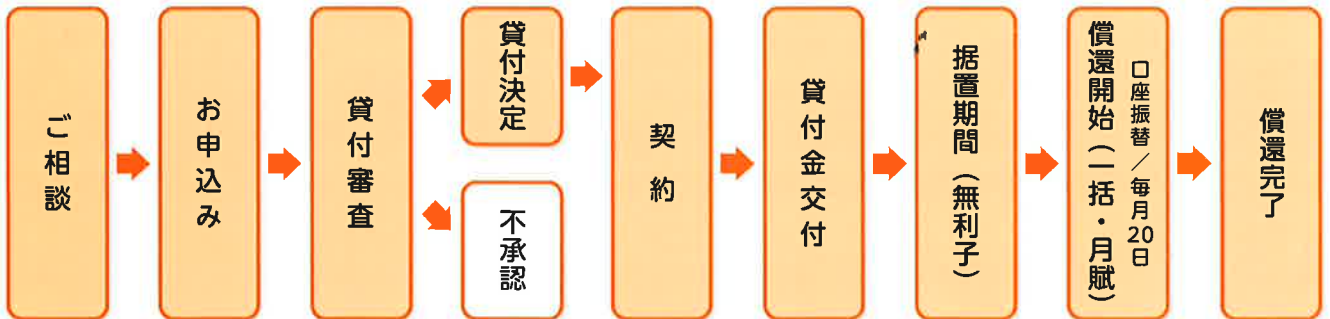 ご相談
お申込み
貸付審査
貸付決定
不承認
契約
貸付金交付
据置期間（無利子）
償還開始（一括・月賦）
口座振替／毎月20日
償還完了